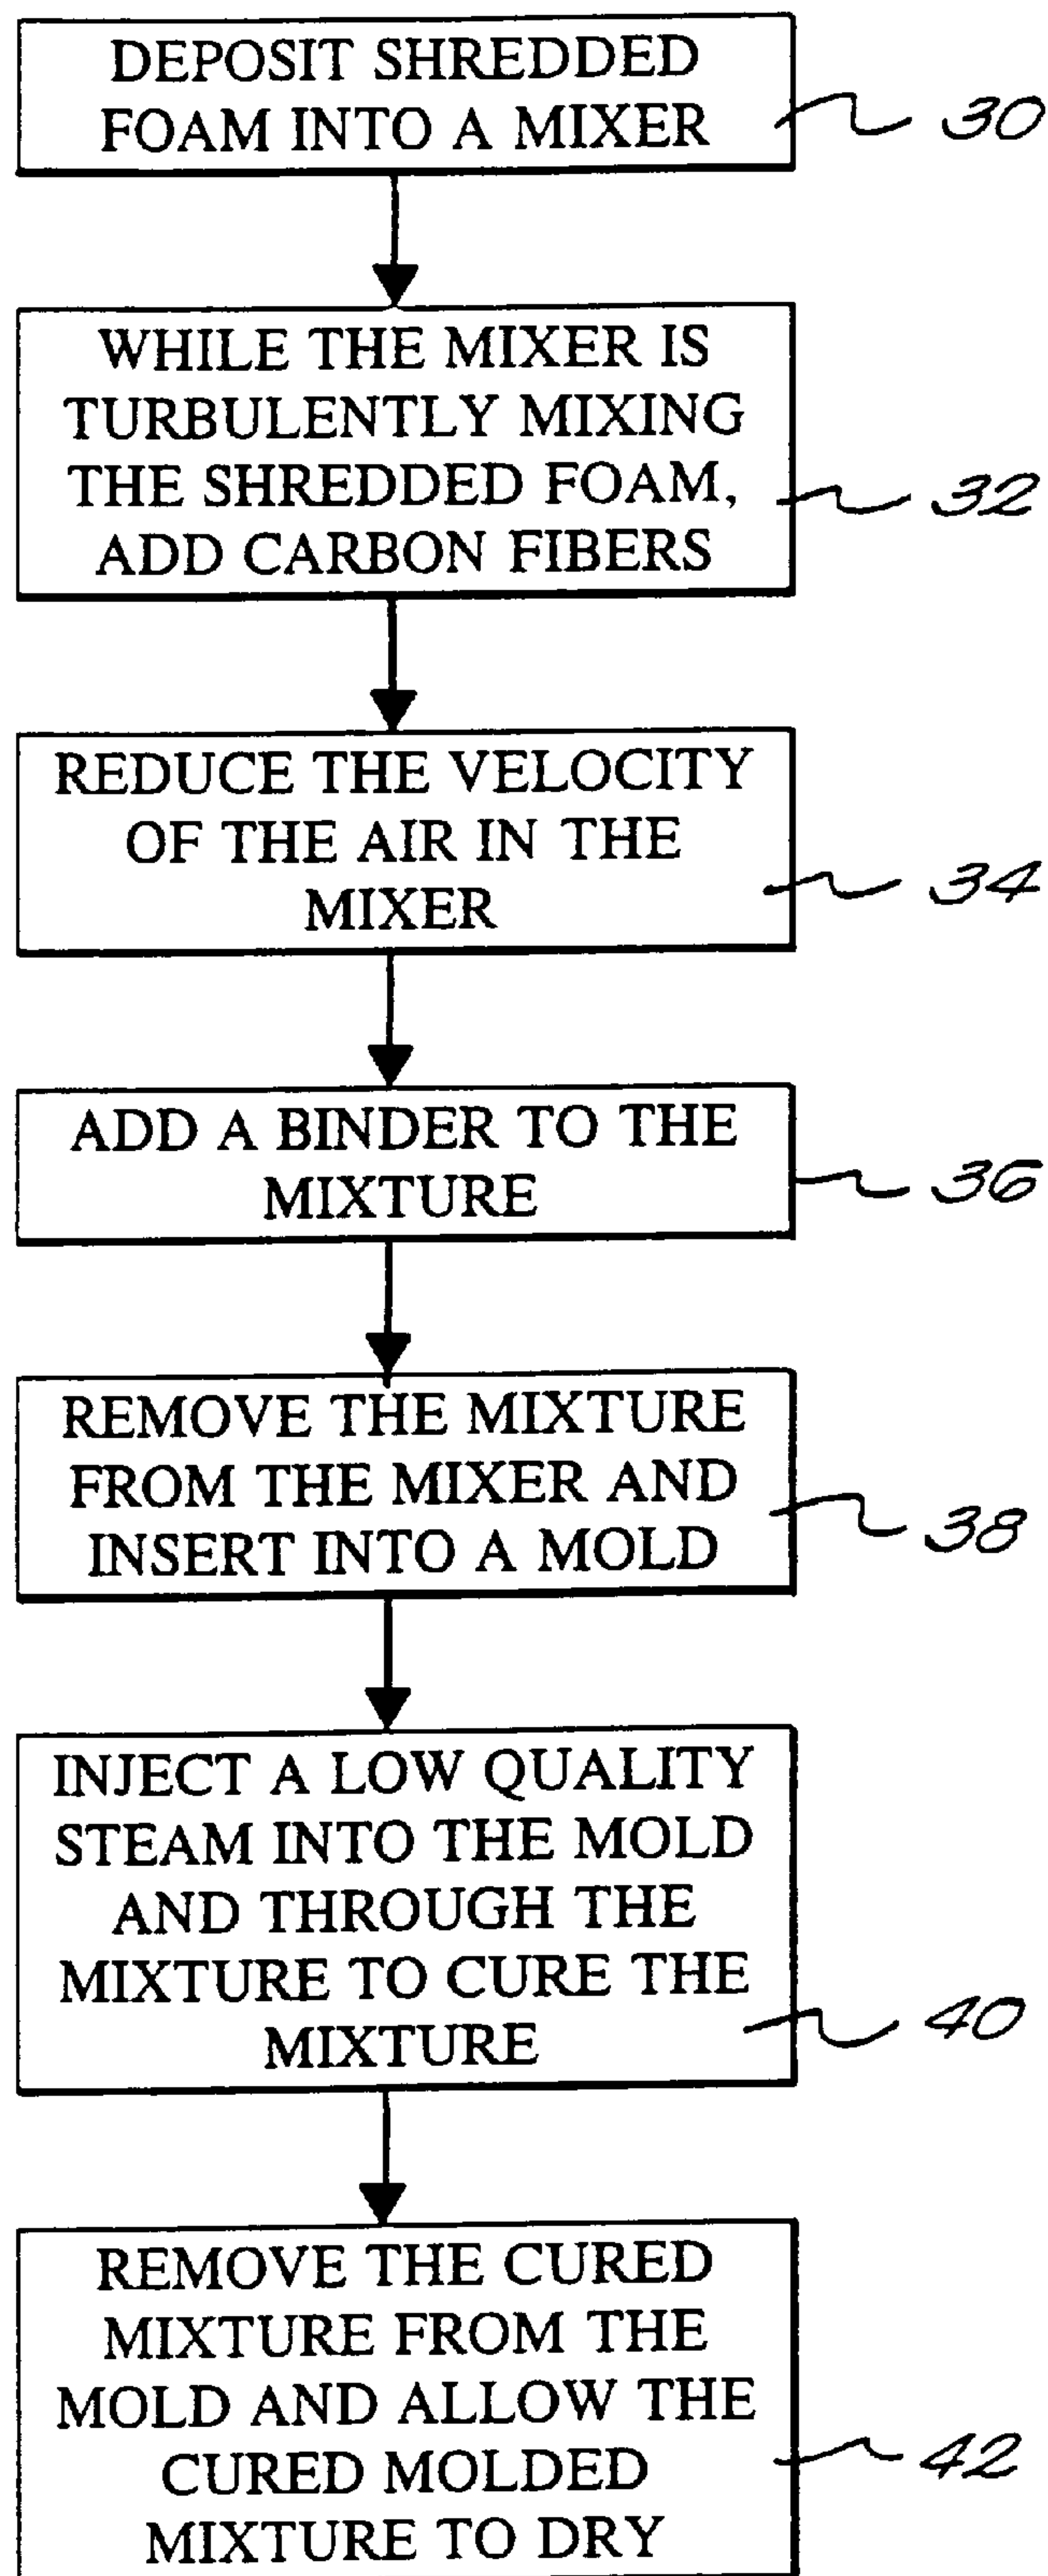 DEPOSIT SHREDDED
FOAM INTO A MIXER
30
WHILE THE MIXER IS
TURBULENTLY MIXING
THE SHREDDED FOAM,
ADD CARBON FIBERS
32
REDUCE THE VELOCITY
OF THE AIR IN THE
MIXER
34
ADD A BINDER TO THE
MIXTURE
36
REMOVE THE MIXTURE
FROM THE MIXER AND
INSERT INTO A MOLD
38
INJECT A LOW QUALITY
STEAM INTO THE MOLD
AND THROUGH THE
MIXTURE TO CURE THE
MIXTURE
40
REMOVE THE CURED
MIXTURE FROM THE
MOLD AND ALLOW THE
CURED MOLDED
MIXTURE TO DRY
42